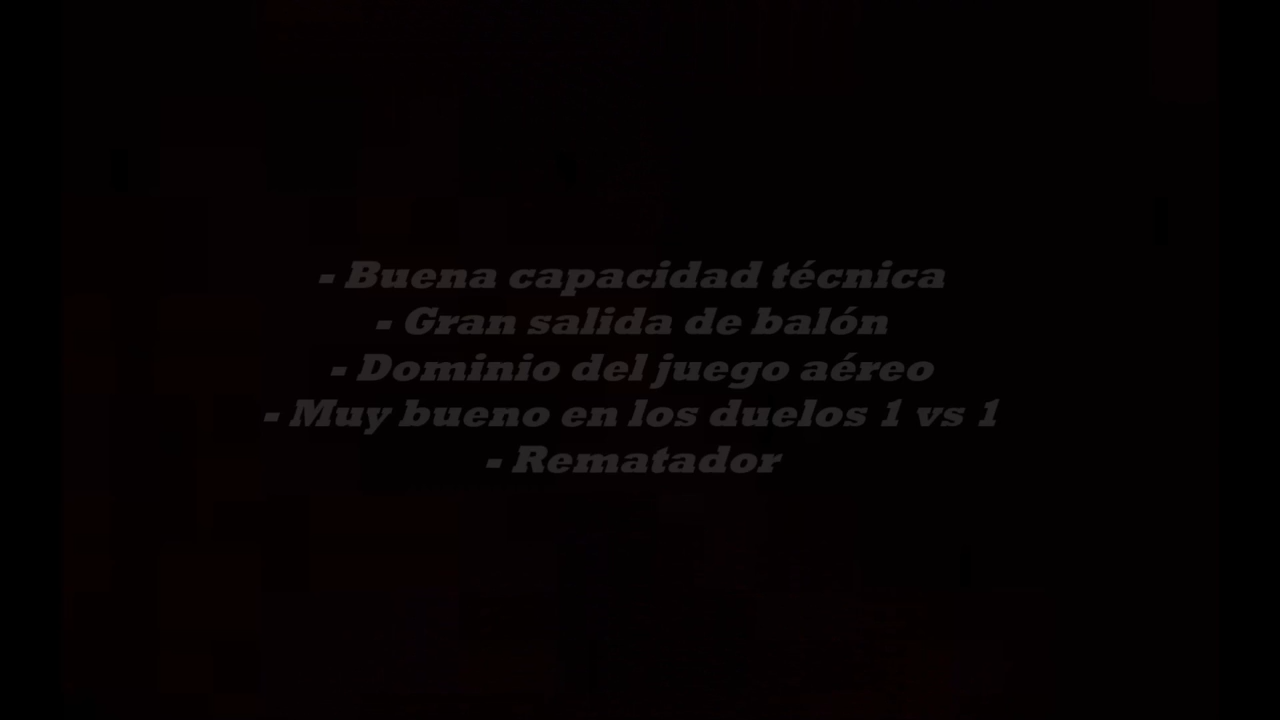 - Buena capacidad técnica
- Gran salida de balón
- Dominio del juego aéreo
- Muy bueno en los duelos 1 vs 1
- Rematador